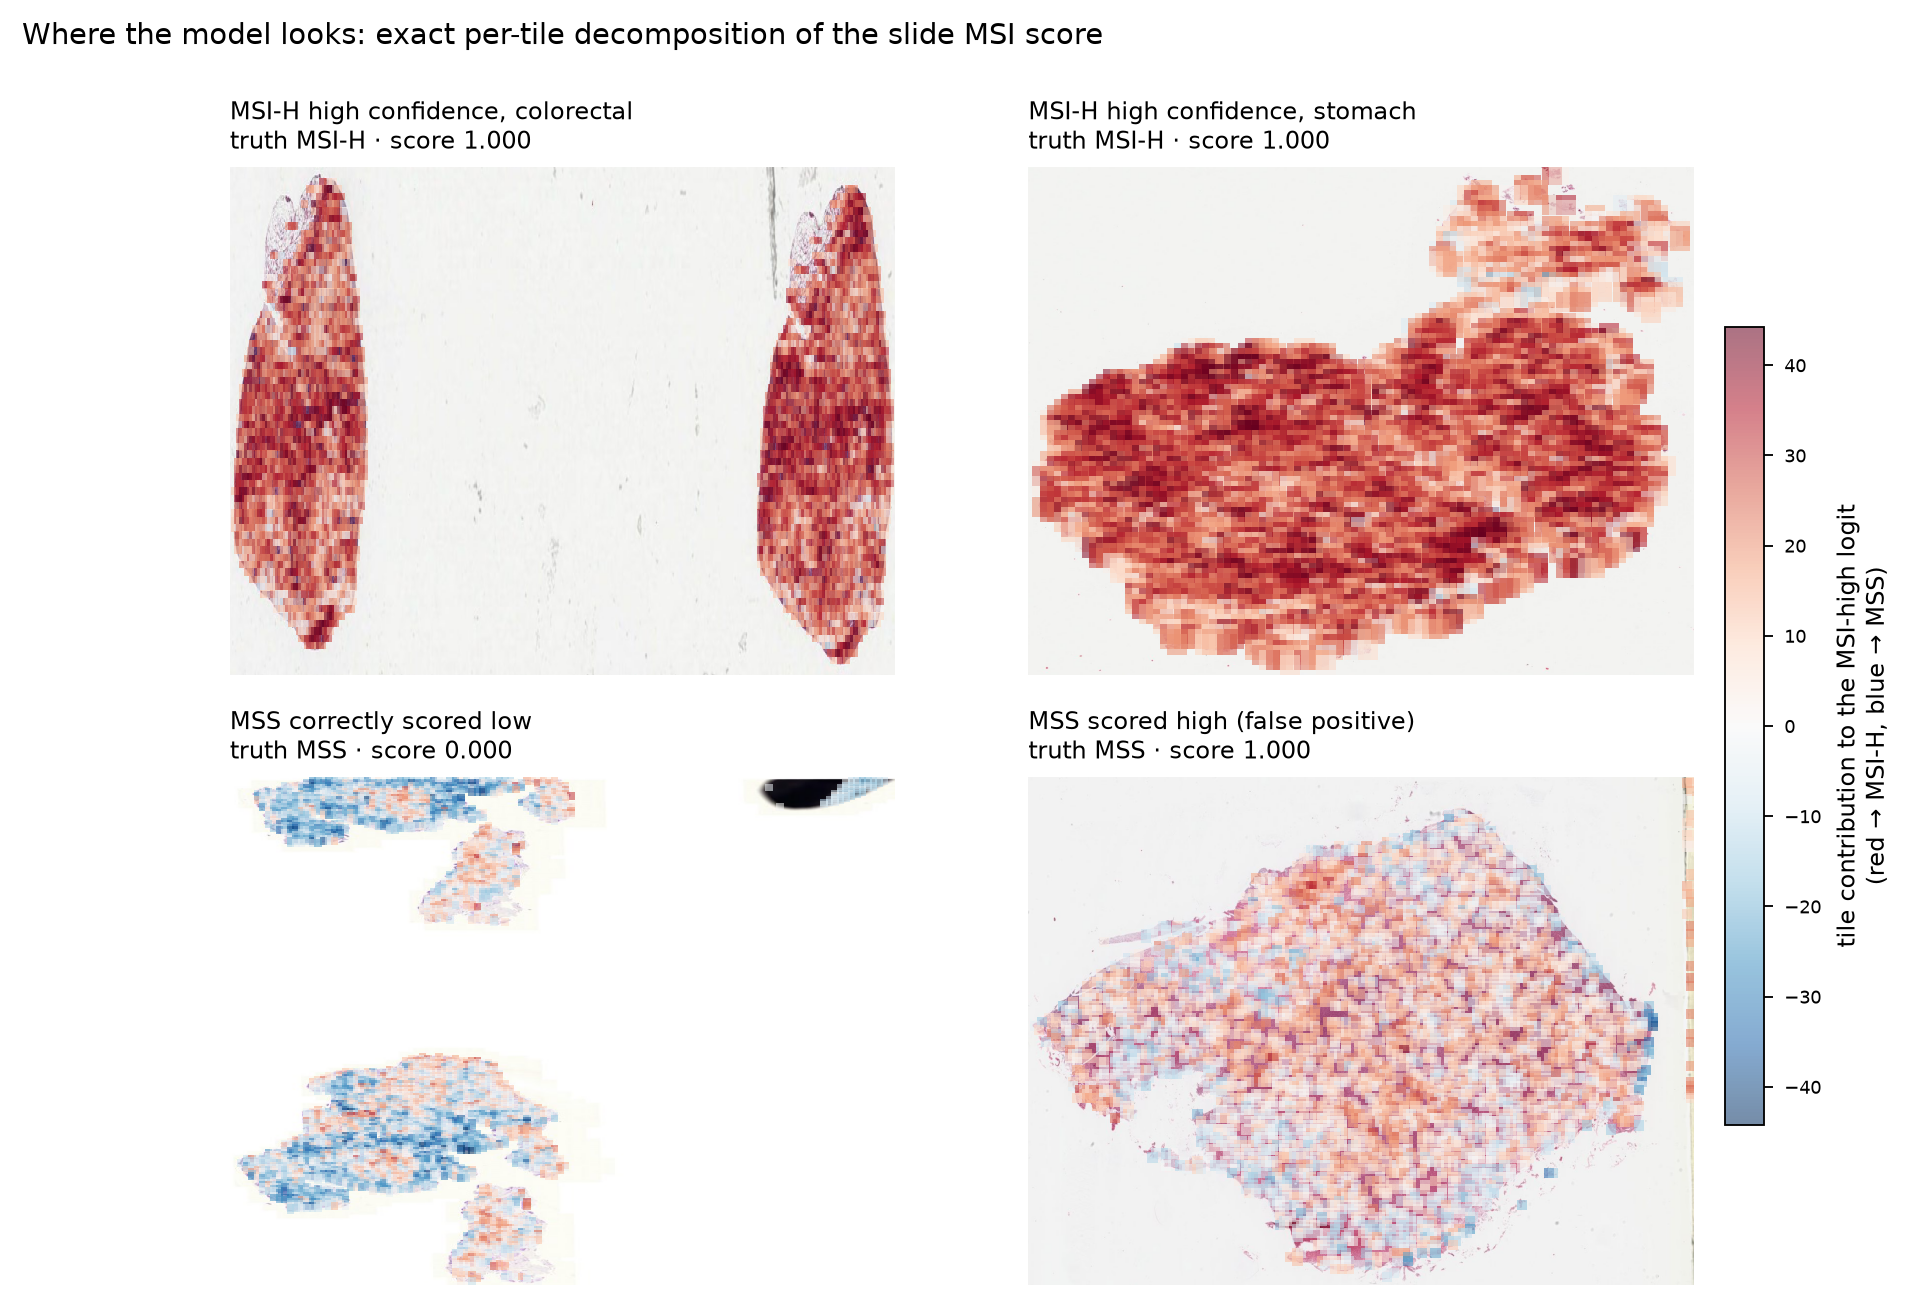 Where the model looks: exact per-tile decomposition of the slide MSI score
MSI-H high confidence, colorectal
truth MSI-H · score 1.000
MSI-H high confidence, stomach
truth MSI-H · score 1.000
MSS correctly scored low
truth MSS · score 0.000
MSS scored high (false positive)
truth MSS · score 1.000
40
30
20
10
0
−10
−20
−30
−40
tile contribution to the MSI-high logit
(red → MSI-H, blue → MSS)